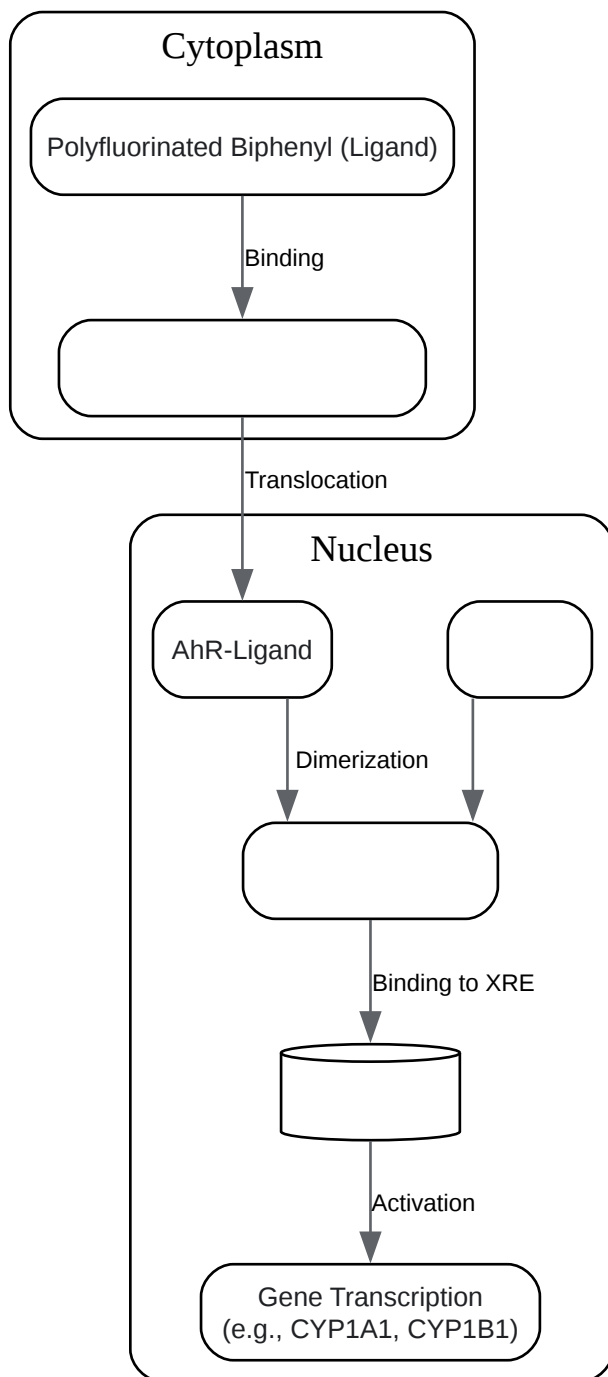 Cytoplasm
Polyfluorinated Biphenyl (Ligand)
Binding
Translocation
Nucleus
AhR-Ligand
Dimerization
Binding to XRE
Activation
Gene Transcription
(e.g., CYP1A1, CYP1B1)